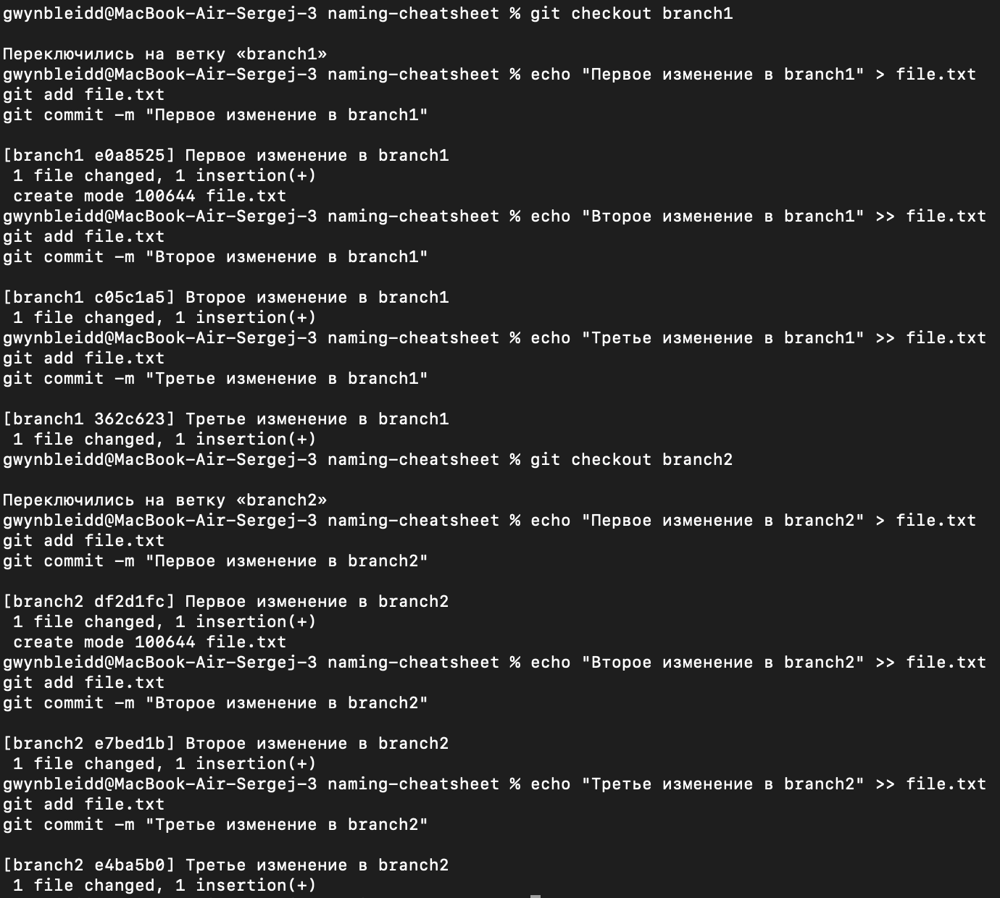 gwynbleidd@MacBook-Air-Sergej-3 naming-cheatsheet % git checkout branch1
Переключились на ветку «branch1»
gwynbleidd@MacBook-Air-Sergej-3 naming-cheatsheet % echo "Первое изменение в branch1" > file.txt
git add file.txt
git commit -m "Первое изменение в branch1"
[branch1 e0a8525] Первое изменение в branch1
 1 file changed, 1 insertion(+)
 create mode 100644 file.txt
gwynbleidd@MacBook-Air-Sergej-3 naming-cheatsheet % echo "Второе изменение в branch1" >> file.txt
git add file.txt
git commit -m "Второе изменение в branch1"
[branch1 c05c1a5] Второе изменение в branch1
 1 file changed, 1 insertion(+)
gwynbleidd@MacBook-Air-Sergej-3 naming-cheatsheet % echo "Третье изменение в branch1" >> file.txt
git add file.txt
git commit -m "Третье изменение в branch1"
[branch1 362c623] Третье изменение в branch1
 1 file changed, 1 insertion(+)
gwynbleidd@MacBook-Air-Sergej-3 naming-cheatsheet % git checkout branch2
Переключились на ветку «branch2»
gwynbleidd@MacBook-Air-Sergej-3 naming-cheatsheet % echo "Первое изменение в branch2" > file.txt
git add file.txt
git commit -m "Первое изменение в branch2"
[branch2 df2d1fc] Первое изменение в branch2
 1 file changed, 1 insertion(+)
 create mode 100644 file.txt
gwynbleidd@MacBook-Air-Sergej-3 naming-cheatsheet % echo "Второе изменение в branch2" >> file.txt
git add file.txt
git commit -m "Второе изменение в branch2"
[branch2 e7bed1b] Второе изменение в branch2
 1 file changed, 1 insertion(+)
gwynbleidd@MacBook-Air-Sergej-3 naming-cheatsheet % echo "Третье изменение в branch2" >> file.txt
git add file.txt
git commit -m "Третье изменение в branch2"
[branch2 e4ba5b0] Третье изменение в branch2
 1 file changed, 1 insertion(+)